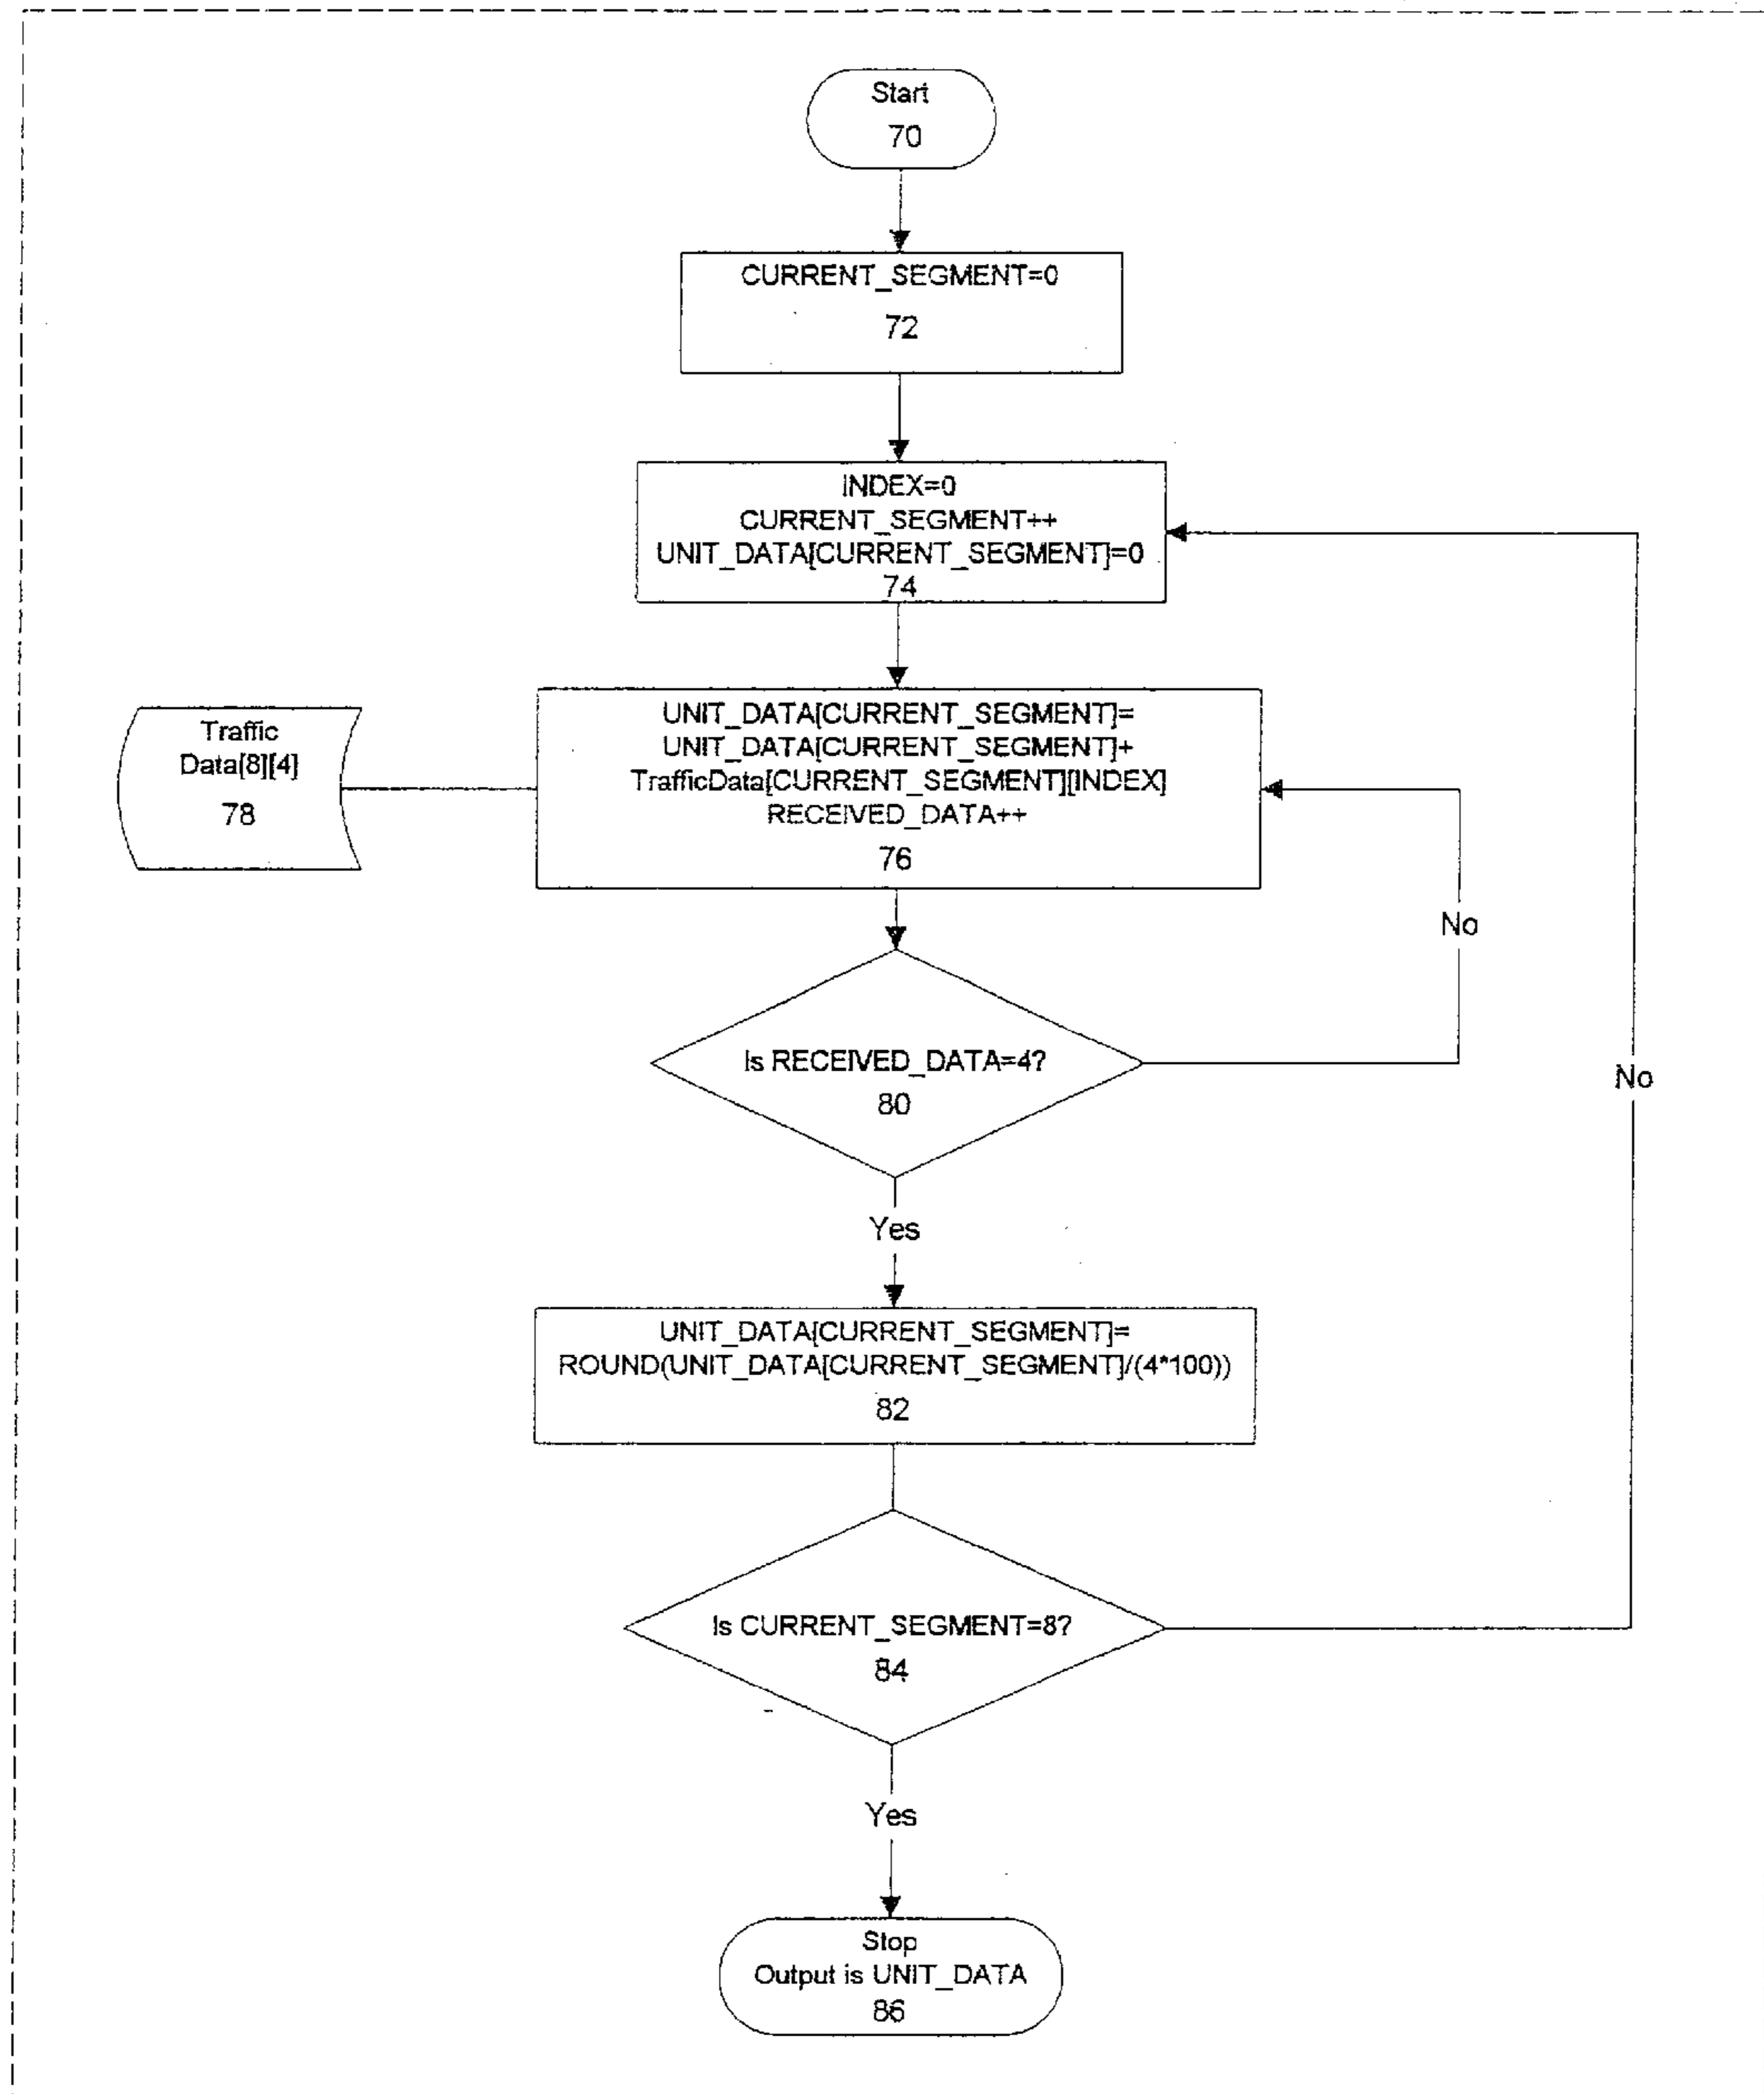 Start
70
CURRENT_SEGMENT=0
72
INDEX=0
CURRENT_SEGMENT++
UNIT_DATA[CURRENT_SEGMENT]=0
74
Traffic
Data[8][4]
78
UNIT_DATA[CURRENT_SEGMENT]=
UNIT_DATA[CURRENT_SEGMENT]+
TrafficData[CURRENT_SEGMENT][INDEX]
RECEIVED_DATA++
76
No
Is RECEIVED_DATA=4?
80
No
Yes
UNIT_DATA[CURRENT_SEGMENT]=
ROUND(UNIT_DATA[CURRENT_SEGMENT]/(4*100))
82
Is CURRENT_SEGMENT=8?
84
Yes
Stop
Output is UNIT_DATA
86